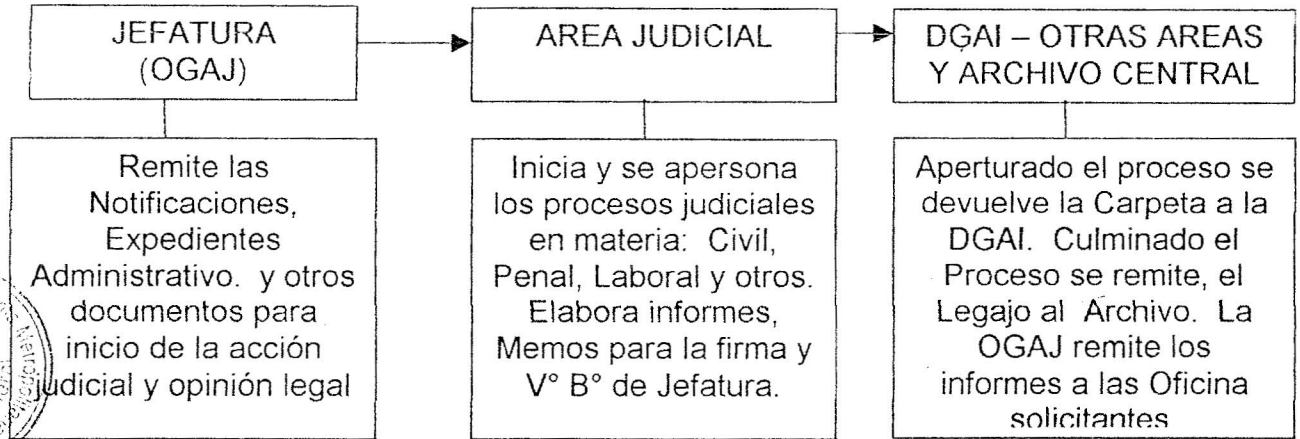 JEFATURA
(OGAJ)
AREA JUDICIAL
DGAI – OTRAS AREAS
Y ARCHIVO CENTRAL
Remite las
Notificaciones,
Expedientes
Administrativo. y otros
documentos para
inicio de la acción
judicial y opinión legal
Inicia y se apersona
los procesos judiciales
en materia: Civil,
Penal, Laboral y otros.
Elabora informes,
Memos para la firma y
V° B° de Jefatura.
Aperturado el proceso se
devuelve la Carpeta a la
DGAI. Culminado el
Proceso se remite, el
Legajo al Archivo. La
OGAJ remite los
informes a las Oficina
solicitantes